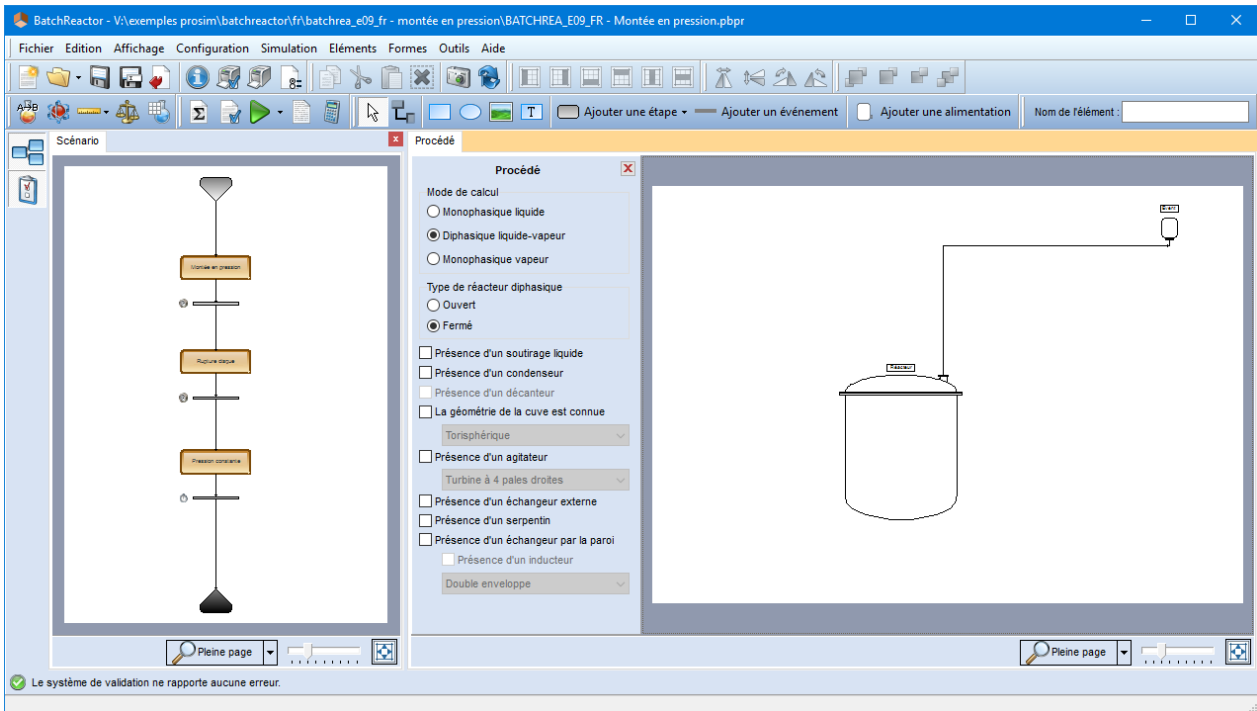 BatchReactor - V:\exemples prosim\batchreactor\fr\batchrea_e09_fr - montée en pression\BATCHREA_E09_FR - Montée en pression.pbpr
Fichier Edition Affichage Configuration Simulation Eléments Formes Outils Aide
Ajouter une étape Ajouter un événement Ajouter une alimentation Nom de l'élément :
Scénario
Montée en pression
Rupture disque
Pression constante
Pleine page
Procédé
Procédé
Mode de calcul
Monophasique liquide
Diphasique liquide-vapeur
Monophasique vapeur
Type de réacteur diphasique
Ouvert
Fermé
Présence d'un soutirage liquide
Présence d'un condenseur
Présence d'un décanteur
La géométrie de la cuve est connue
Torisphérique
Présence d'un agitateur
Turbine à 4 pales droites
Présence d'un échangeur externe
Présence d'un serpentin
Présence d'un échangeur par la paroi
Présence d'un inducteur
Double enveloppe
Event
Réacteur
Pleine page
Le système de validation ne rapporte aucune erreur.